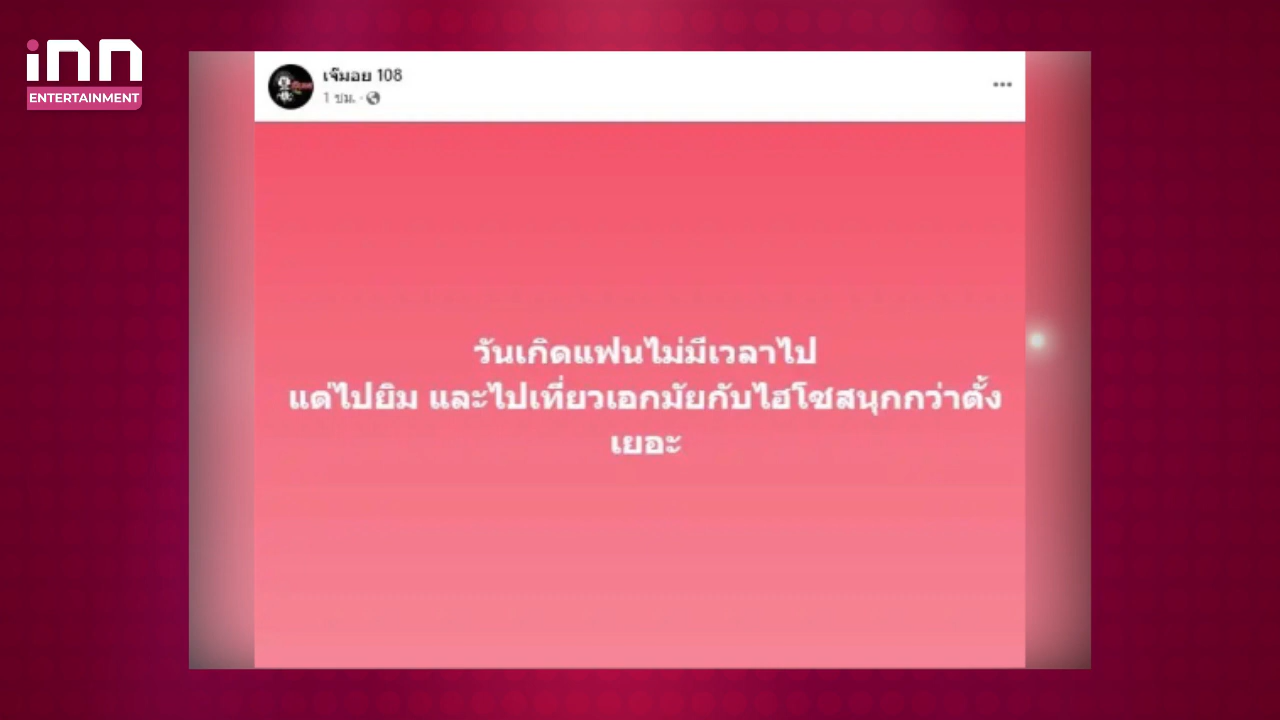 inn
ENTERTAINMENT
เจ๊มอย 108
1 ชม.
วันเกิดแฟนไม่มีเวลาไป
แต่ไปยิม และไปเที่ยวเอกมัยกับไฮโซสนุกกว่าตั้ง
เยอะ